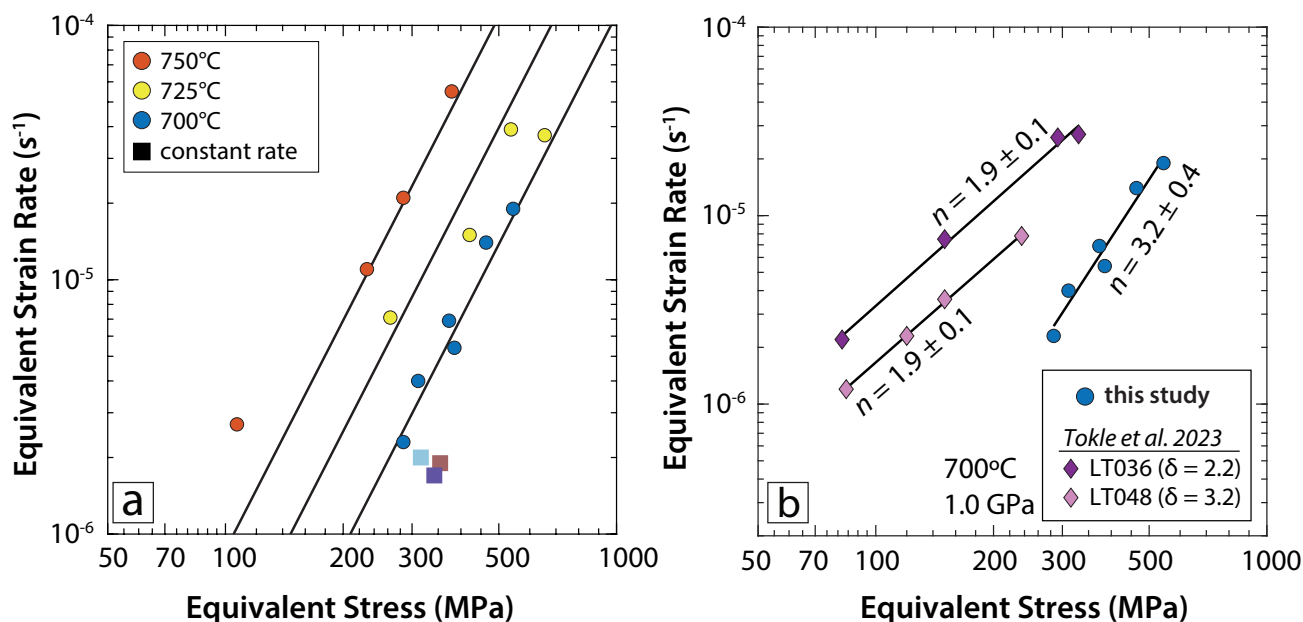 10⁻⁴
10⁻⁵
10⁻⁶
Equivalent Strain Rate (s⁻¹)
750°C
725°C
700°C
constant rate
a
50 70 100 200 300 500 1000
Equivalent Stress (MPa)
10⁻⁴
10⁻⁵
10⁻⁶
Equivalent Strain Rate (s⁻¹)
n = 1.9 ± 0.1
n = 1.9 ± 0.1
n = 3.2 ± 0.4
700ºC
1.0 GPa
this study
Tokle et al. 2023
LT036 (δ = 2.2)
LT048 (δ = 3.2)
b
50 70 100 200 300 500 1000
Equivalent Stress (MPa)